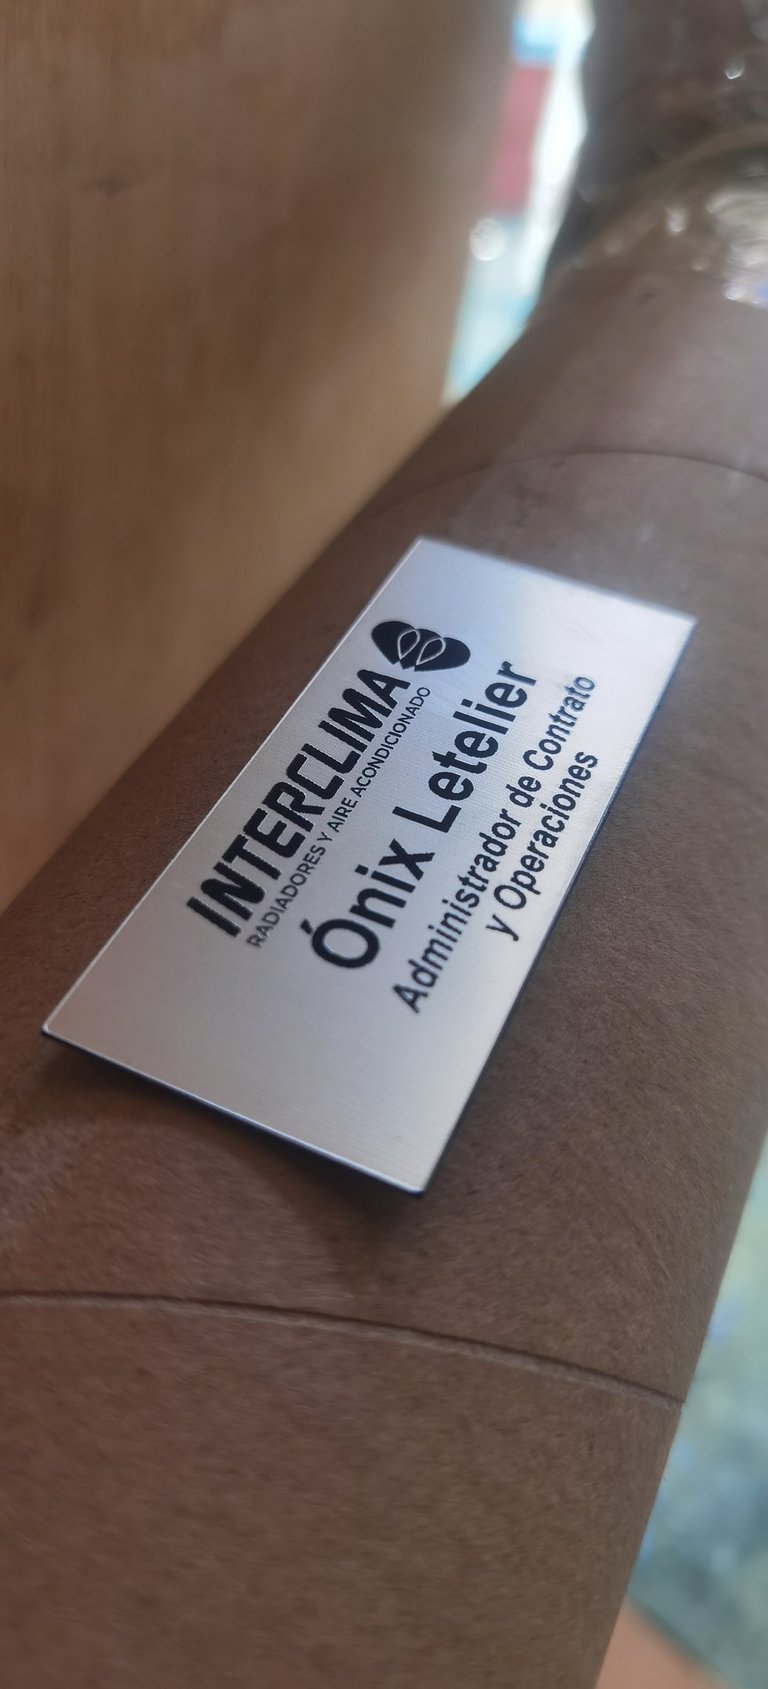 INTERCLIMA
RADIADORES Y AIRE ACONDICIONADO
Ónix Letelier
Administrador de Contrato
y Operaciones